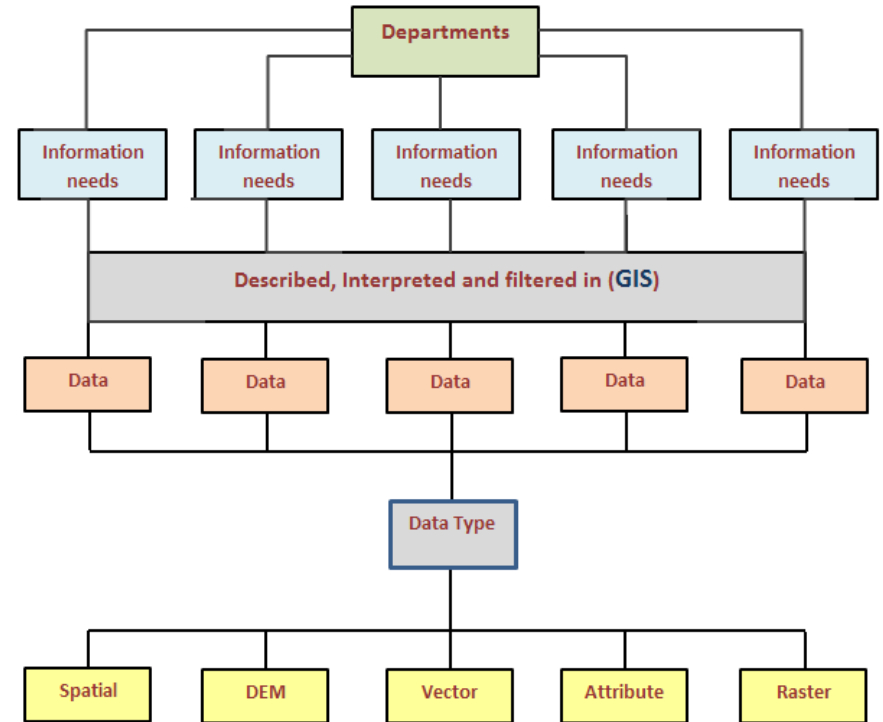 Departments
Information
needs
Information
needs
Information
needs
Information
needs
Information
needs
Described, Interpreted and filtered in (GIS)
Data
Data
Data
Data
Data
Data Type
Spatial
DEM
Vector
Attribute
Raster